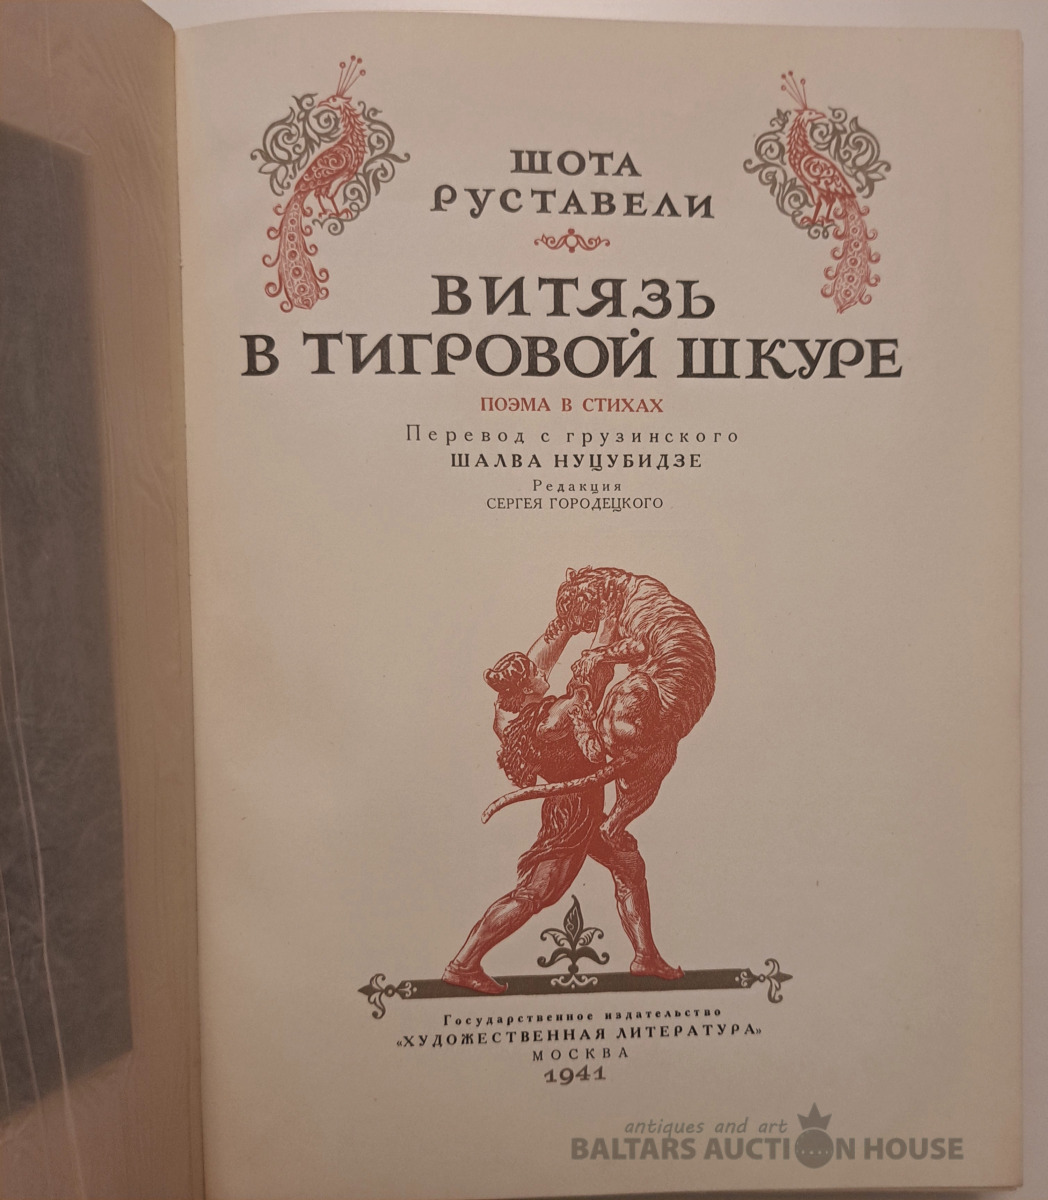 ШОТА
РУСТАВЕЛИ
ВИТЯЗЬ
В ТИГРОВОЙ ШКУРЕ
ПОЭМА В СТИХАХ
Перевод с грузинского
ШАЛВА НУЦУБИДЗЕ
Редакция
СЕРГЕЯ ГОРОДЕЦКОГО
Государственное издательство
«ХУДОЖЕСТВЕННАЯ ЛИТЕРАТУРА»
МОСКВА
1941
antiques and art
BALTARS AUCTION HOUSE